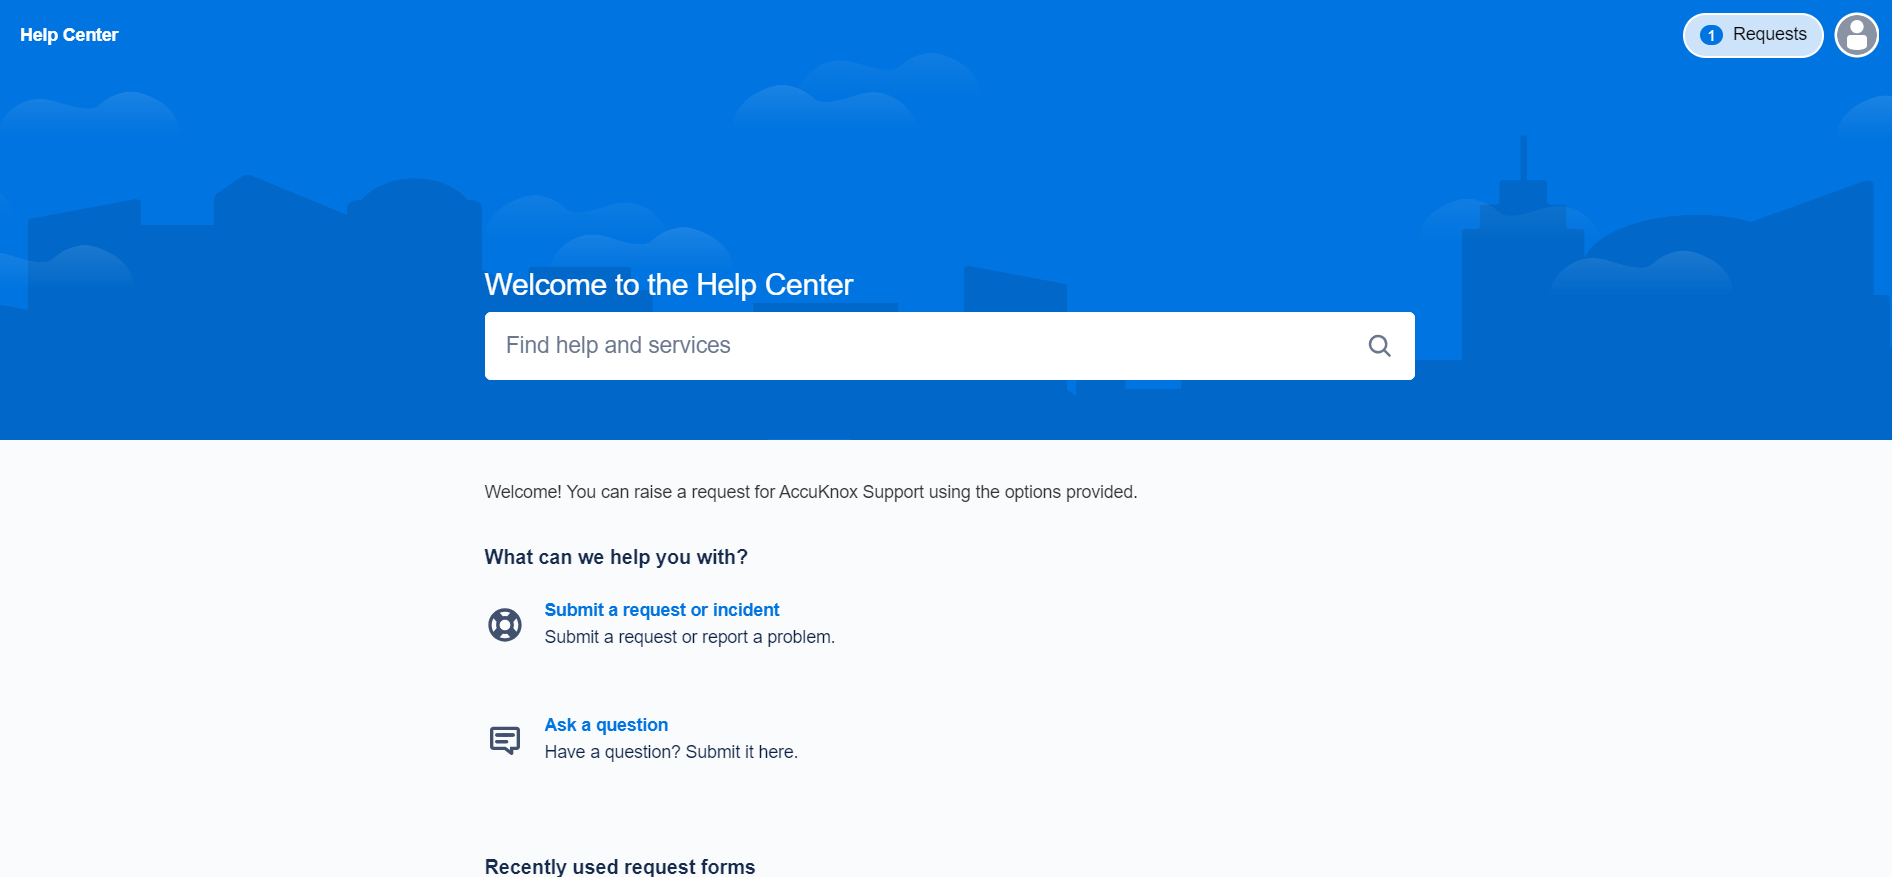 Help Center
1 Requests
Welcome to the Help Center
Find help and services
Welcome! You can raise a request for AccuKnox Support using the options provided.
What can we help you with?
Submit a request or incident
Submit a request or report a problem.
Ask a question
Have a question? Submit it here.
Recently used request forms